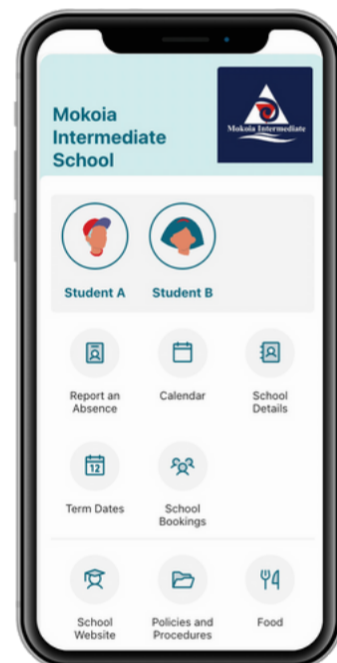 Mokoia
Intermediate
School
Mokoia Intermediate
Student A
Student B
Report an
Absence
Calendar
School
Details
12
Term Dates
School
Bookings
School
Website
Policies and
Procedures
Food